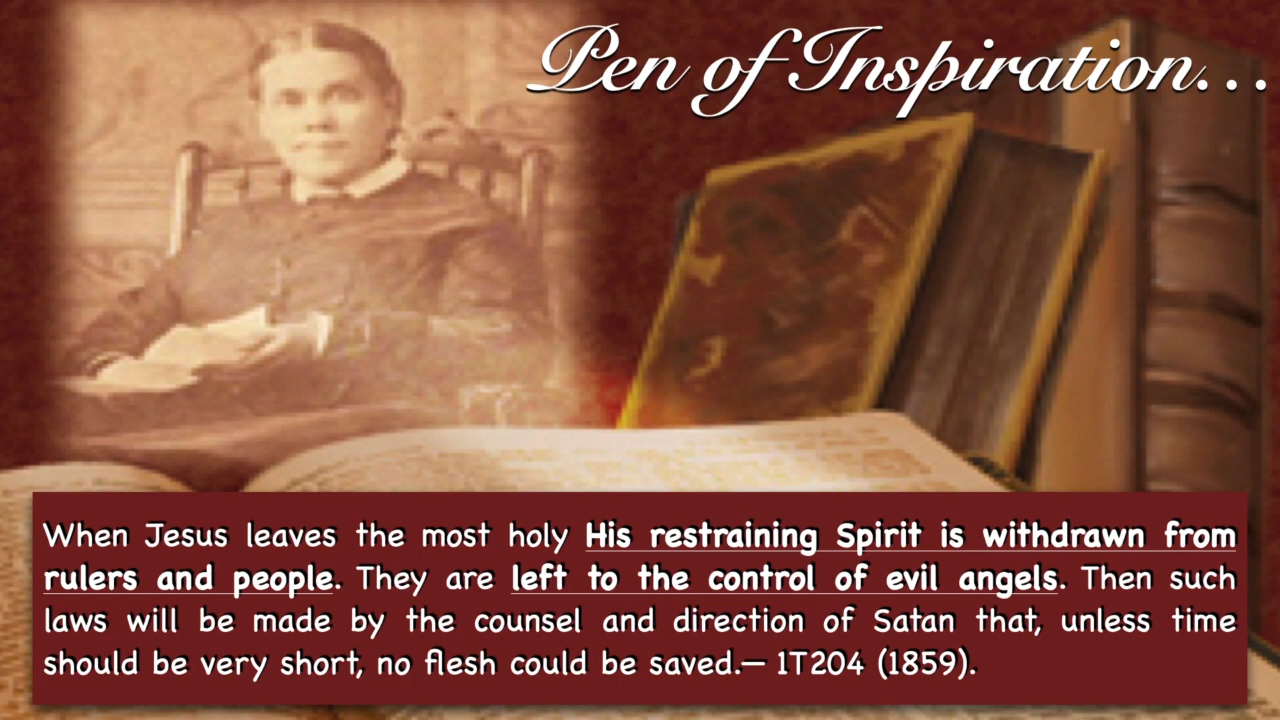 Pen of Inspiration...
When Jesus leaves the most holy His restraining Spirit is withdrawn from
rulers and people. They are left to the control of evil angels. Then such
laws will be made by the counsel and direction of Satan that, unless time
should be very short, no flesh could be saved.— 1T204 (1859).